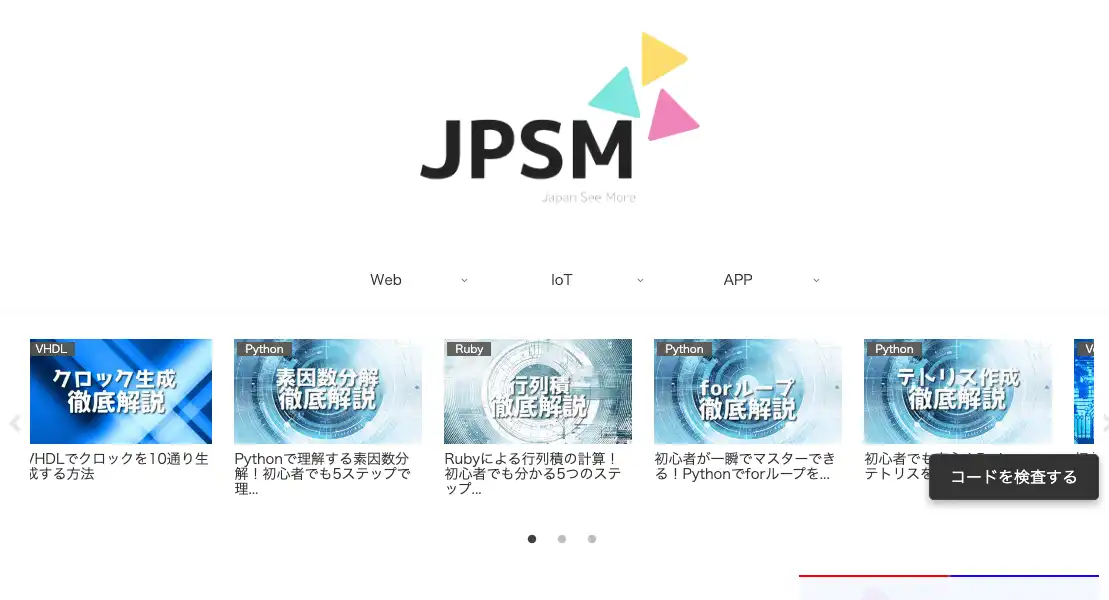 JPSM
Japan See More
Web
IoT
APP
VHDL
クロック生成
徹底解説
VHDLでクロックを10通り生
成する方法
Python
素因数分解
徹底解説
Pythonで理解する素因数分
解！初心者でも5ステップで
理...
Ruby
行列積
徹底解説
Rubyによる行列積の計算！
初心者でも分かる5つのステ
ップ...
Python
forループ
徹底解説
初心者が一瞬でマスターでき
る！Pythonでforループを...
Python
テトリス作成
徹底解説
初心者でも
テトリスを
コードを検査する